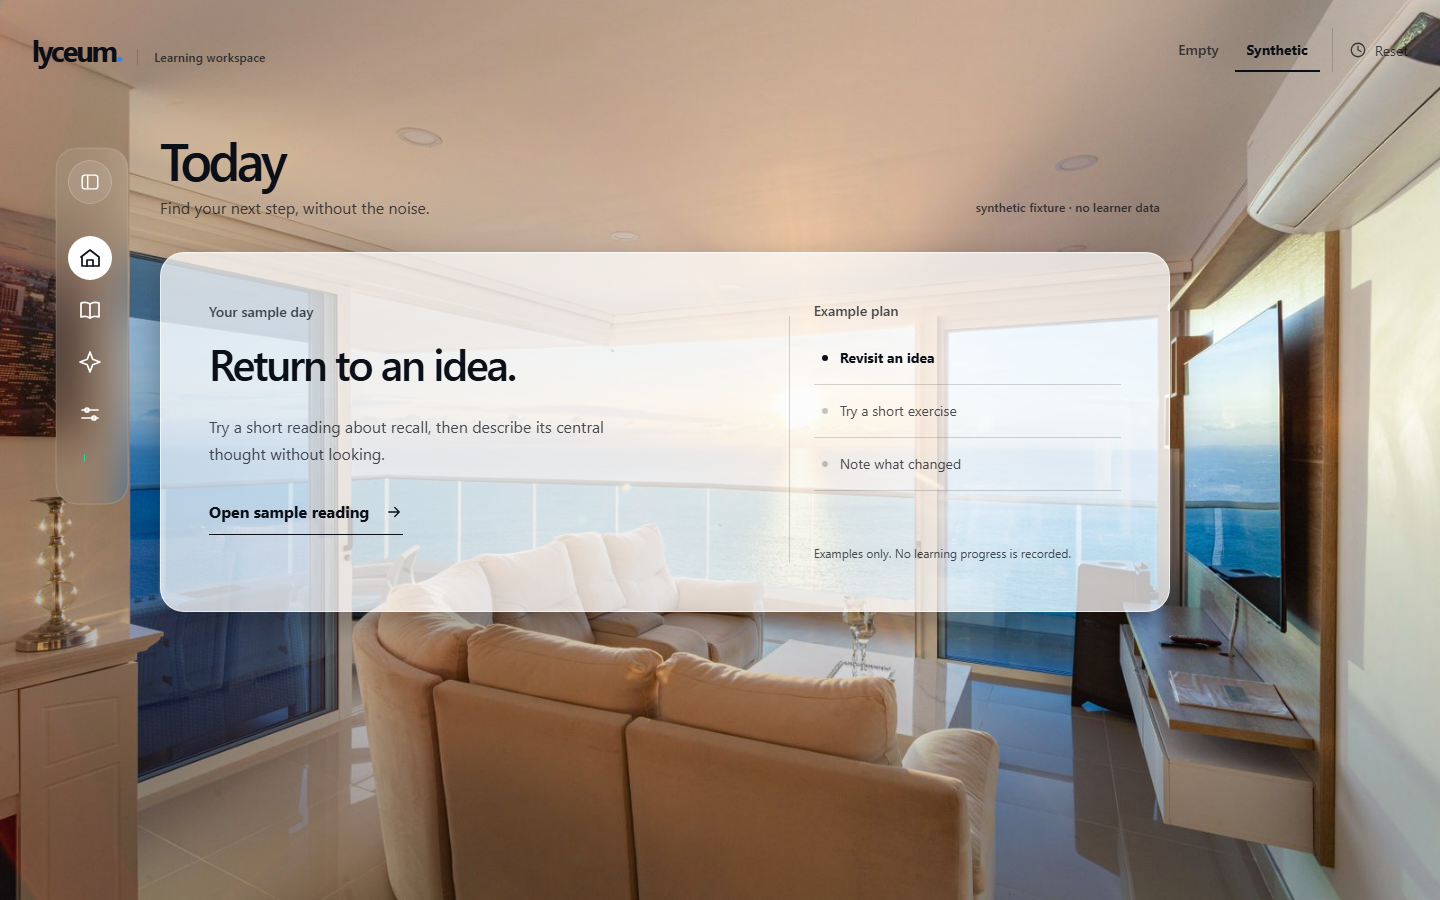 lyceum.
Learning workspace
Empty
Synthetic
Reset
Today
Find your next step, without the noise.
synthetic fixture · no learner data
Your sample day
Return to an idea.
Try a short reading about recall, then describe its central
thought without looking.
Open sample reading →
Example plan
Revisit an idea
Try a short exercise
Note what changed
Examples only. No learning progress is recorded.